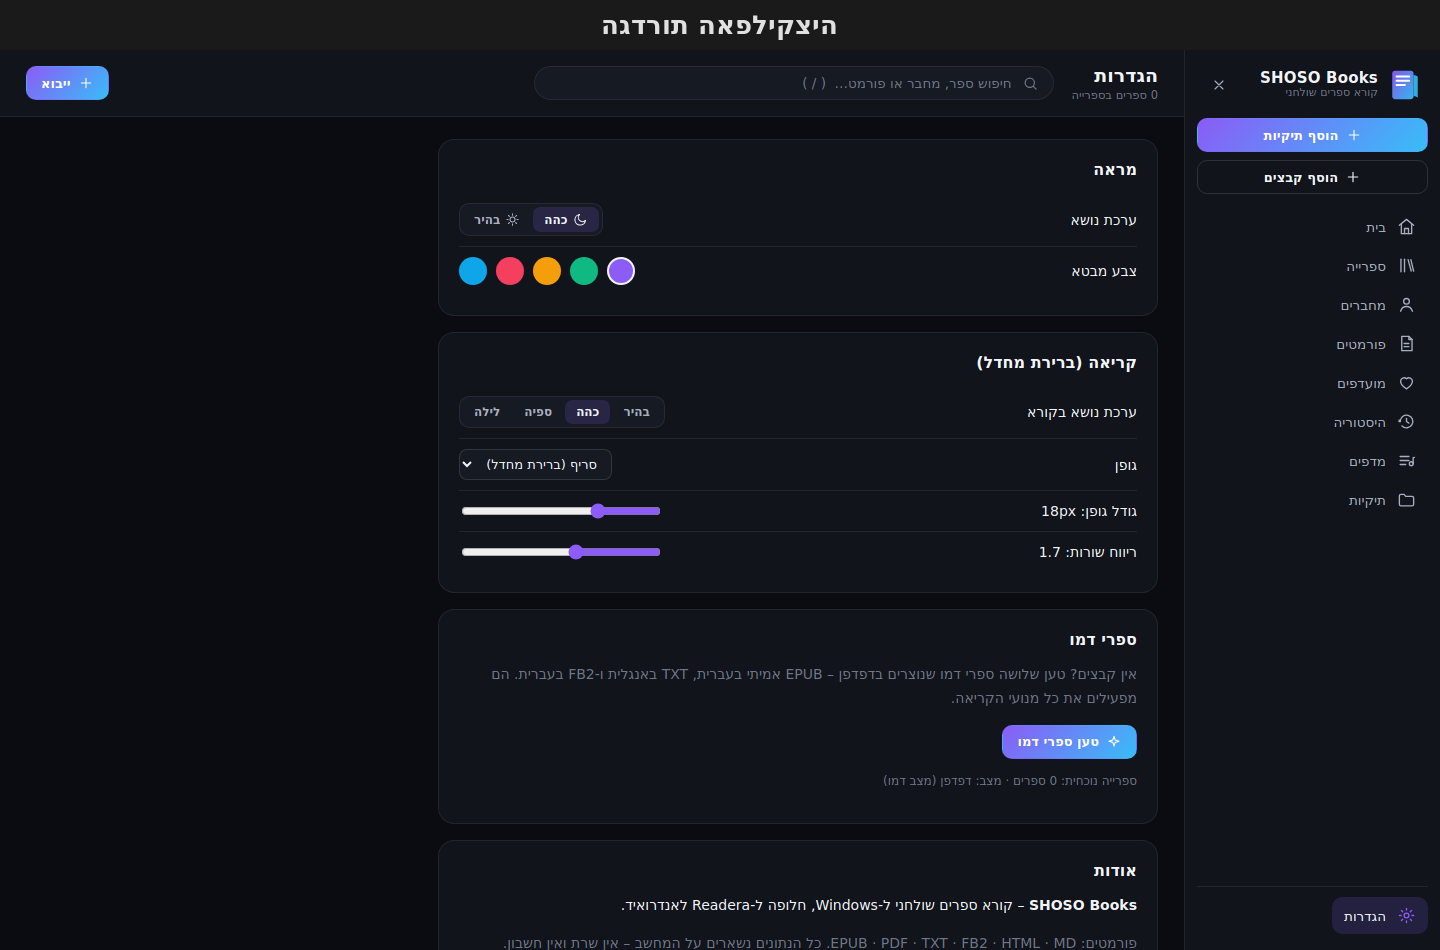 היצקילפאה תורדגה
SHOSO Books
קורא ספרים שולחני
הוסף תיקיות
הוסף קבצים
בית
ספרייה
מחברים
פורמטים
מועדפים
היסטוריה
מדפים
תיקיות
הגדרות
הגדרות
0 ספרים בספרייה
חיפוש ספר, מחבר או פורמט... ( / )
ייבוא
מראה
ערכת נושא
כהה
בהיר
צבע מבטא
קריאה (ברירת מחדל)
ערכת נושא בקורא
בהיר
כהה
ספיה
לילה
גופן
סריף (ברירת מחדל)
גודל גופן: 18px
ריווח שורות: 1.7
ספרי דמו
אין קבצים? טען שלושה ספרי דמו שנוצרים בדפדפן – EPUB אמיתי בעברית, TXT באנגלית ו-FB2 בעברית. הם
מפעילים את כל מנועי הקריאה.
טען ספרי דמו
ספרייה נוכחית: 0 ספרים · מצב: דפדפן (מצב דמו)
אודות
SHOSO Books – קורא ספרים שולחני ל-Windows, חלופה ל-Readera לאנדרואיד.
פורמטים: EPUB · PDF · TXT · FB2 · HTML · MD. כל הנתונים נשארים על המחשב – אין שרת ואין חשבון.